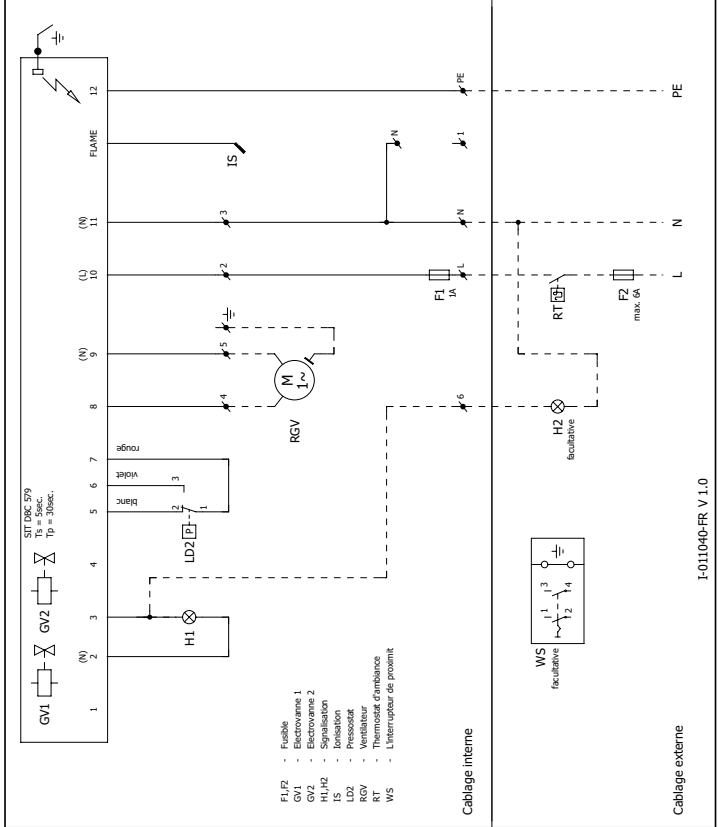 SIT DBC 579
Ts = 5sec.
Tp = 30sec.
GV1
GV2
1
(N) 2
3
4
5
6
7
8
(N) 9
(L) 10
(N) 11
FLAME
12
blanc
violet
rouge
H1
LD2
P
2
1
3
4
5
2
3
RGV
M
1~
IS
F1
1A
6
L
N
N
1
PE
F1,F2 - Fusible
GV1 - Electrovanne 1
GV2 - Electrovanne 2
H1,H2 - Signalisation
IS - Ionisation
LD2 - Pressostat
RGV - Ventilateur
RT - Thermostat d'ambiance
WS - L'interrupteur de proximit
Cablage interne
WS
facultative
1
3
2
4
H2
facultative
RT
F2
max. 6A
L
N
PE
Cablage externe
I-011040-FR V 1.0